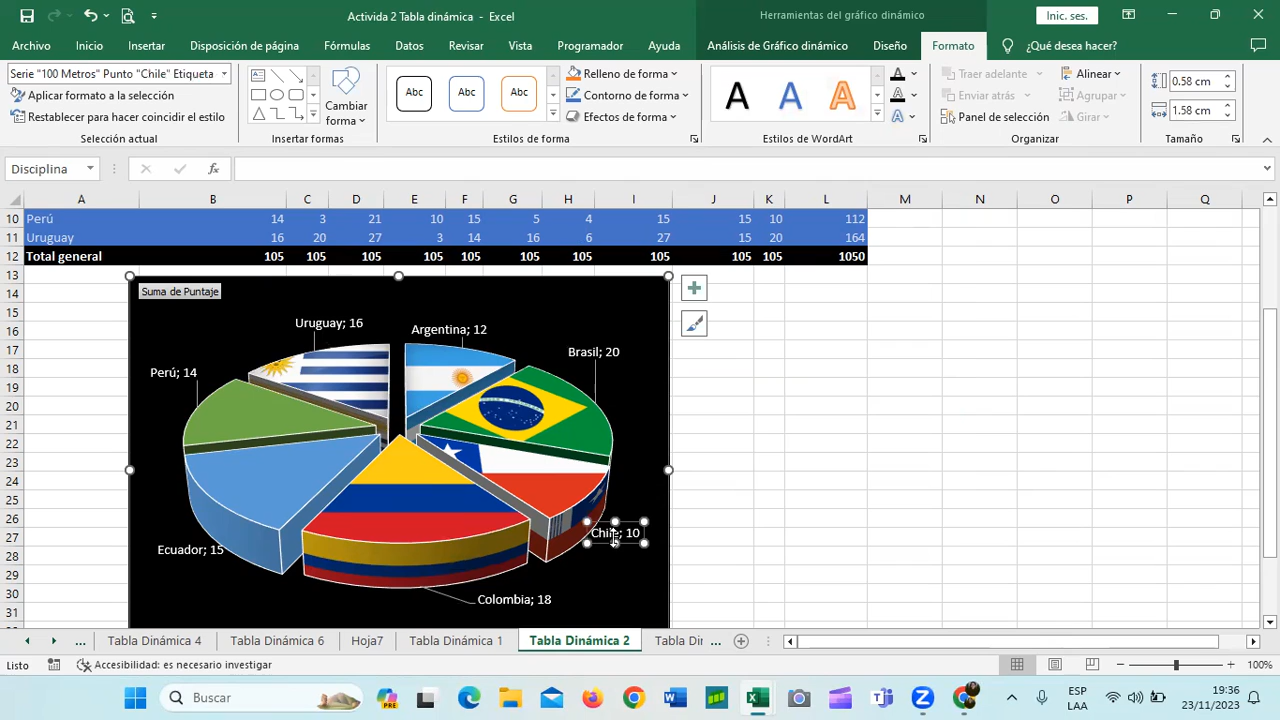 Activida 2 Tabla dinámica - Excel
Herramientas del gráfico dinámico
Inic. ses.
Archivo Inicio Insertar Disposición de página Fórmulas Datos Revisar Vista Programador Ayuda Análisis de Gráfico dinámico Diseño Formato ¿Qué desea hacer?
Serie "100 Metros" Punto "Chile" Etiqueta
Aplicar formato a la selección
Restablecer para hacer coincidir el estilo
Selección actual
Cambiar
forma
Insertar formas
Abc Abc Abc
Relleno de forma
Contorno de forma
Efectos de forma
Estilos de forma
A A A
Estilos de WordArt
Traer adelante
Enviar atrás
Panel de selección
Alinear
Agrupar
Girar
Organizar
0.58 cm
1.58 cm
Tamaño
Disciplina
fx
A B C D E F G H I J K L M N O P Q
10 Perú 14 3 21 10 15 5 4 15 15 10 112
11 Uruguay 16 20 27 3 14 16 6 27 15 20 164
12 Total general 105 105 105 105 105 105 105 105 105 105 1050
13
14
15
16
17
18
19
20
21
22
23
24
25
26
27
28
29
30
31
Suma de Puntaje
Uruguay; 16
Argentina; 12
Brasil; 20
Perú; 14
Chile; 10
Ecuador; 15
Colombia; 18
... Tabla Dinámica 4 Tabla Dinámica 6 Hoja7 Tabla Dinámica 1 Tabla Dinámica 2 Tabla Dir ...
Listo Accesibilidad: es necesario investigar 100%
Buscar
PRE
ESP
LAA
19:36
23/11/2023